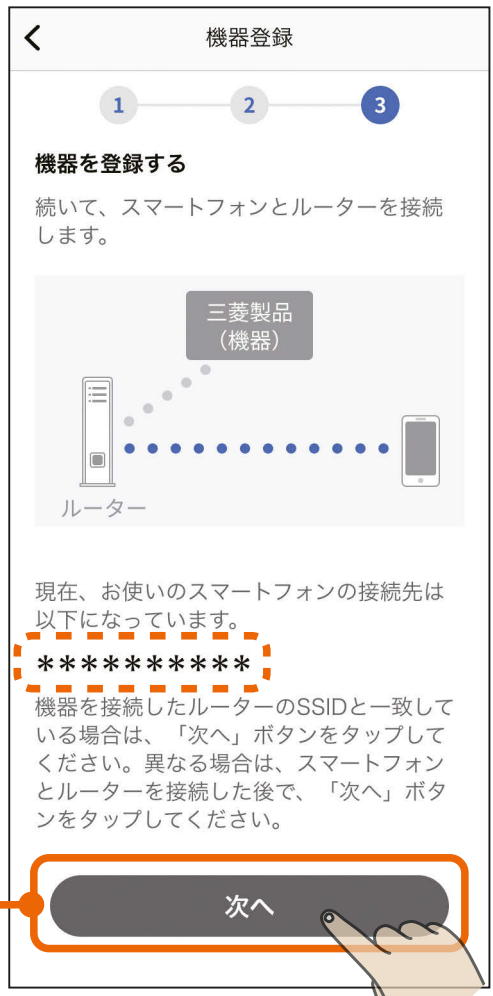 機器登録
1 2 3
機器を登録する
続いて、スマートフォンとルーターを接続
します。
三菱製品
（機器）
ルーター
現在、お使いのスマートフォンの接続先は
以下になっています。
**********
機器を接続したルーターのSSIDと一致して
いる場合は、「次へ」ボタンをタップして
ください。異なる場合は、スマートフォン
とルーターを接続した後で、「次へ」ボタ
ンをタップしてください。
次へ